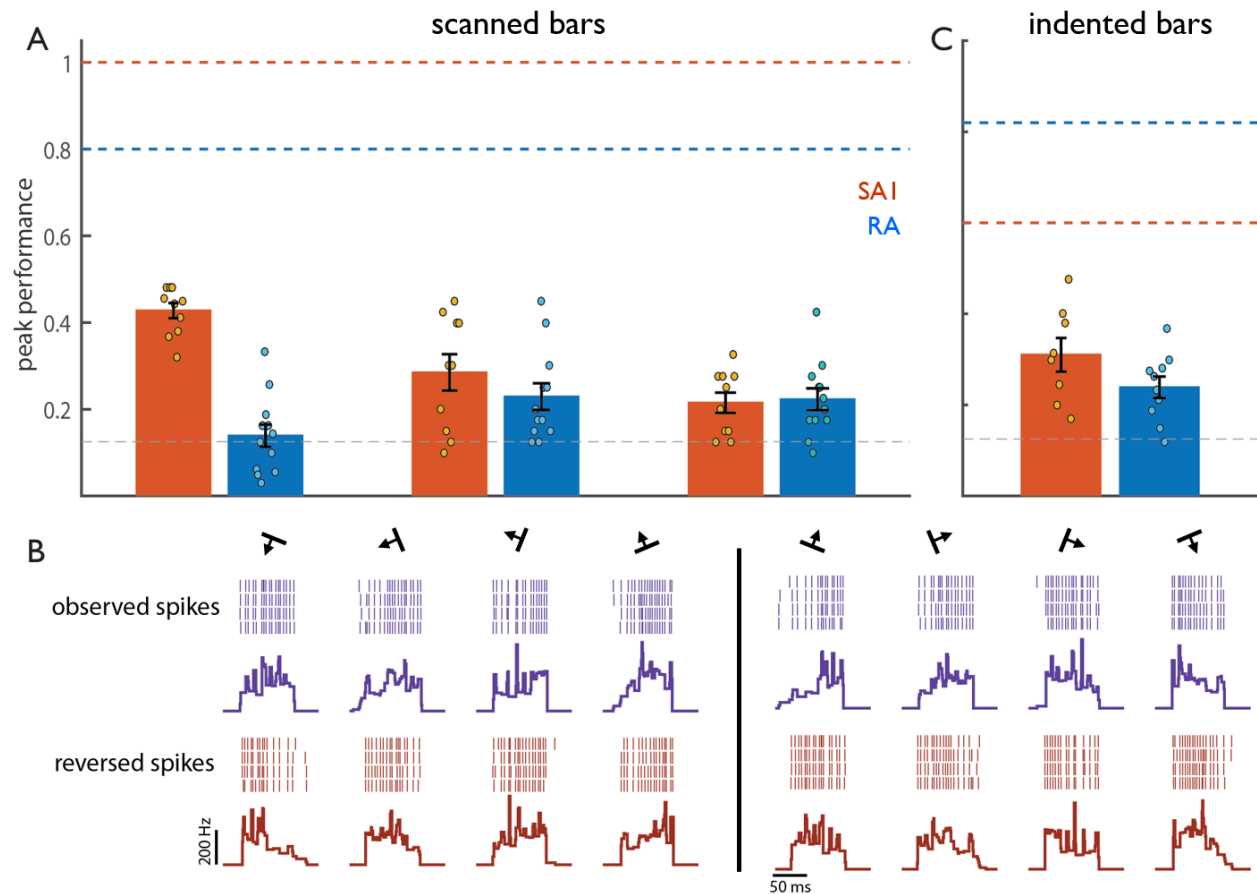 A
scanned bars
C
indented bars
1
0.8
0.6
0.4
0.2
peak performance
SA1
RA
B
observed spikes
reversed spikes
200 Hz
50 ms